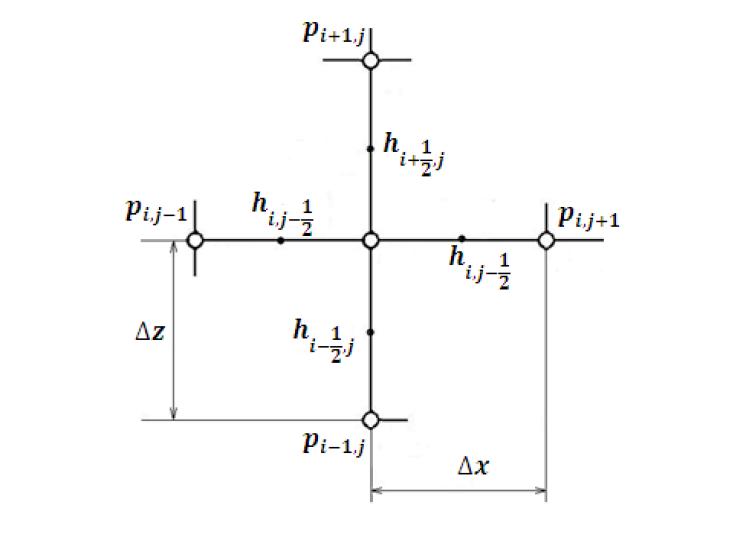 p_{i+1,j}
h_{i+\frac{1}{2},j}
p_{i,j-1}
h_{i,j-\frac{1}{2}}
p_{i,j+1}
h_{i,j-\frac{1}{2}}
Δz
h_{i-\frac{1}{2},j}
p_{i-1,j}
Δx